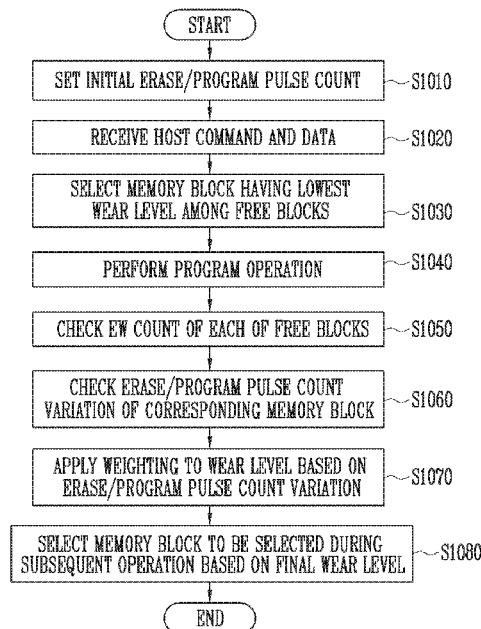 START
SET INITIAL ERASE/PROGRAM PULSE COUNT
S1010
RECEIVE HOST COMMAND AND DATA
S1020
SELECT MEMORY BLOCK HAVING LOWEST
WEAR LEVEL AMONG FREE BLOCKS
S1030
PERFORM PROGRAM OPERATION
S1040
CHECK EW COUNT OF EACH OF FREE BLOCKS
S1050
CHECK ERASE/PROGRAM PULSE COUNT
VARIATION OF CORRESPONDING MEMORY BLOCK
S1060
APPLY WEIGHTING TO WEAR LEVEL BASED ON
ERASE/PROGRAM PULSE COUNT VARIATION
S1070
SELECT MEMORY BLOCK TO BE SELECTED DURING
SUBSEQUENT OPERATION BASED ON FINAL WEAR LEVEL
S1080
END